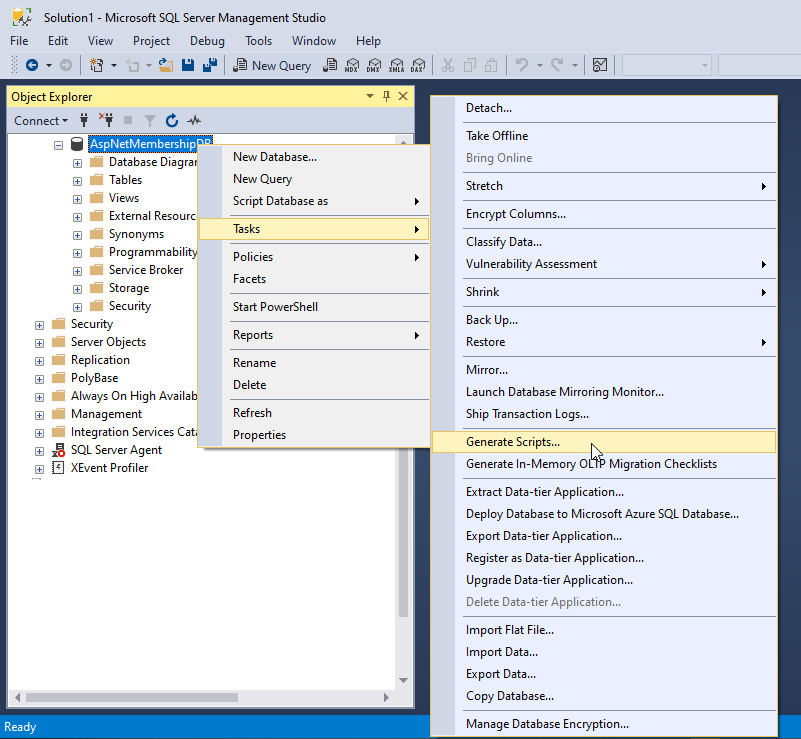 Solution1 - Microsoft SQL Server Management Studio
File Edit View Project Debug Tools Window Help
New Query MDX DMX XMLA DAX
Object Explorer
Connect
AspNetMembershipDB
Database Diagra
Tables
Views
External Resourc
Synonyms
Programmability
Service Broker
Storage
Security
Security
Server Objects
Replication
PolyBase
Always On High Availab
Management
Integration Services Cata
SQL Server Agent
XEvent Profiler
New Database...
New Query
Script Database as
Tasks
Policies
Facets
Start PowerShell
Reports
Rename
Delete
Refresh
Properties
Detach...
Take Offline
Bring Online
Stretch
Encrypt Columns...
Classify Data...
Vulnerability Assessment
Shrink
Back Up...
Restore
Mirror...
Launch Database Mirroring Monitor...
Ship Transaction Logs...
Generate Scripts...
Generate In-Memory OLTP Migration Checklists
Extract Data-tier Application...
Deploy Database to Microsoft Azure SQL Database...
Export Data-tier Application...
Register as Data-tier Application...
Upgrade Data-tier Application...
Delete Data-tier Application...
Import Flat File...
Import Data...
Export Data...
Copy Database...
Manage Database Encryption...
Ready